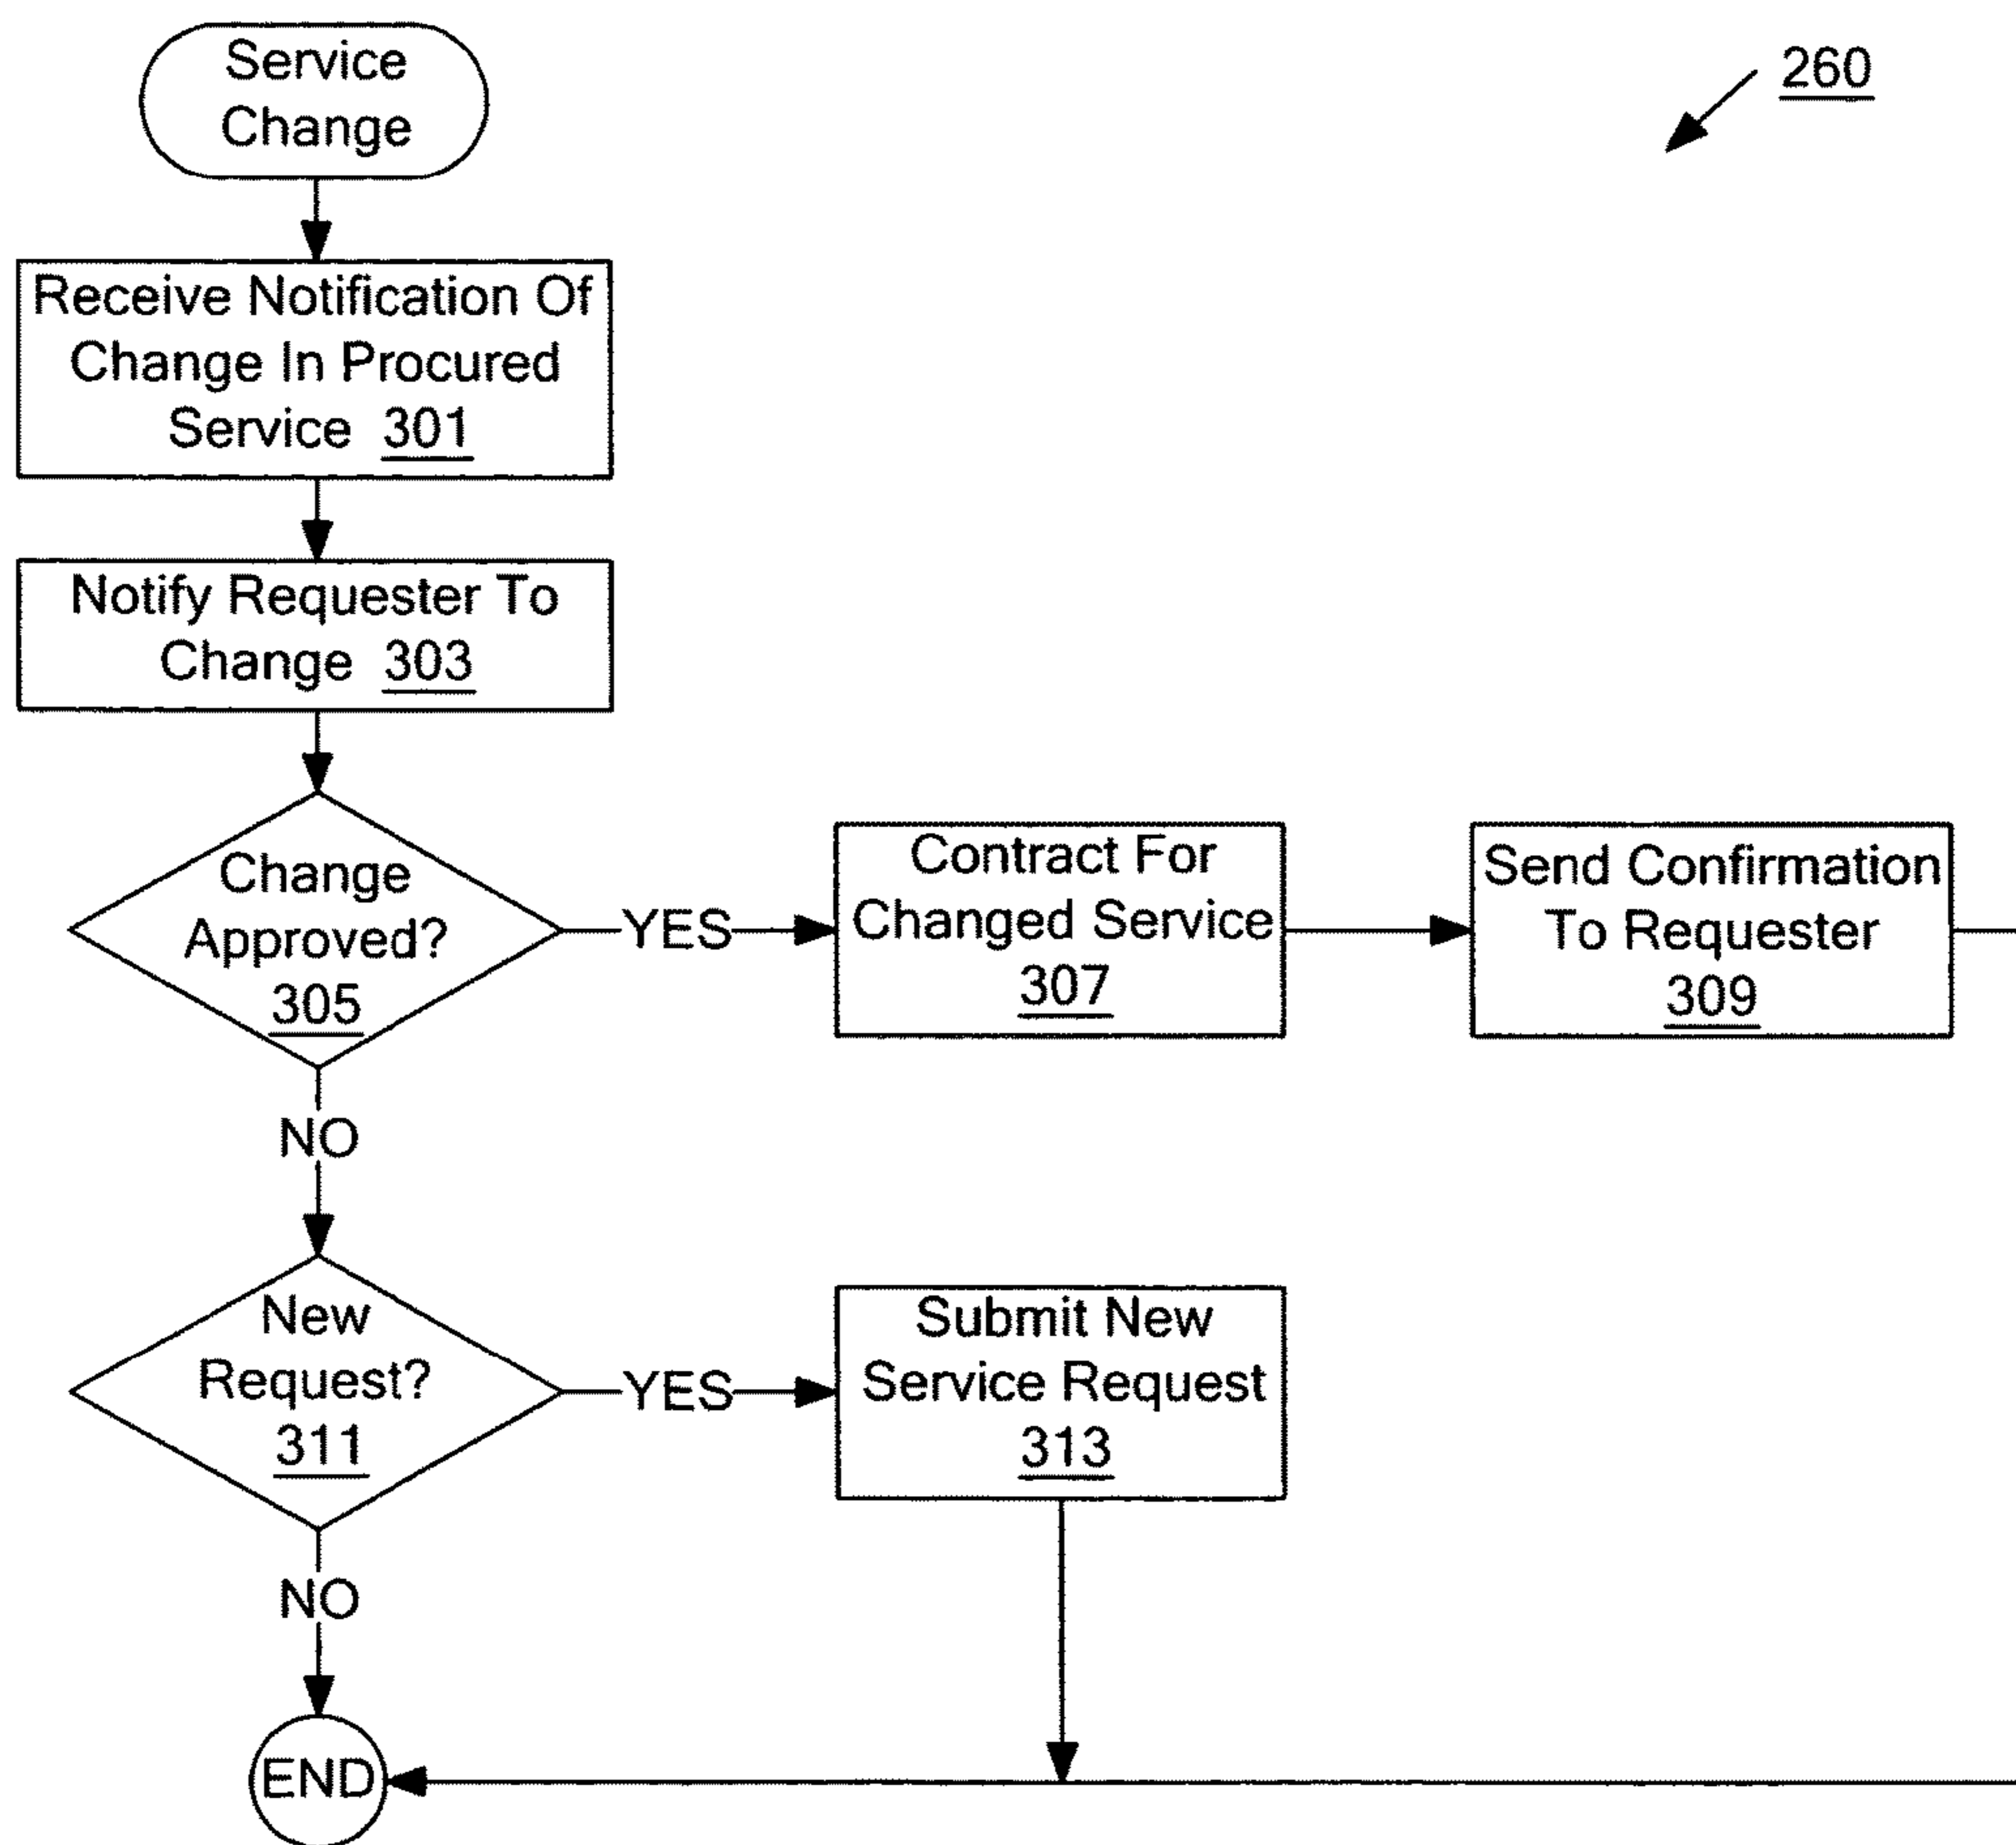 Service
Change
260
Receive Notification Of
Change In Procured
Service 301
Notify Requester To
Change 303
Change
Approved?
305
YES
Contract For
Changed Service
307
Send Confirmation
To Requester
309
NO
New
Request?
311
YES
Submit New
Service Request
313
NO
END